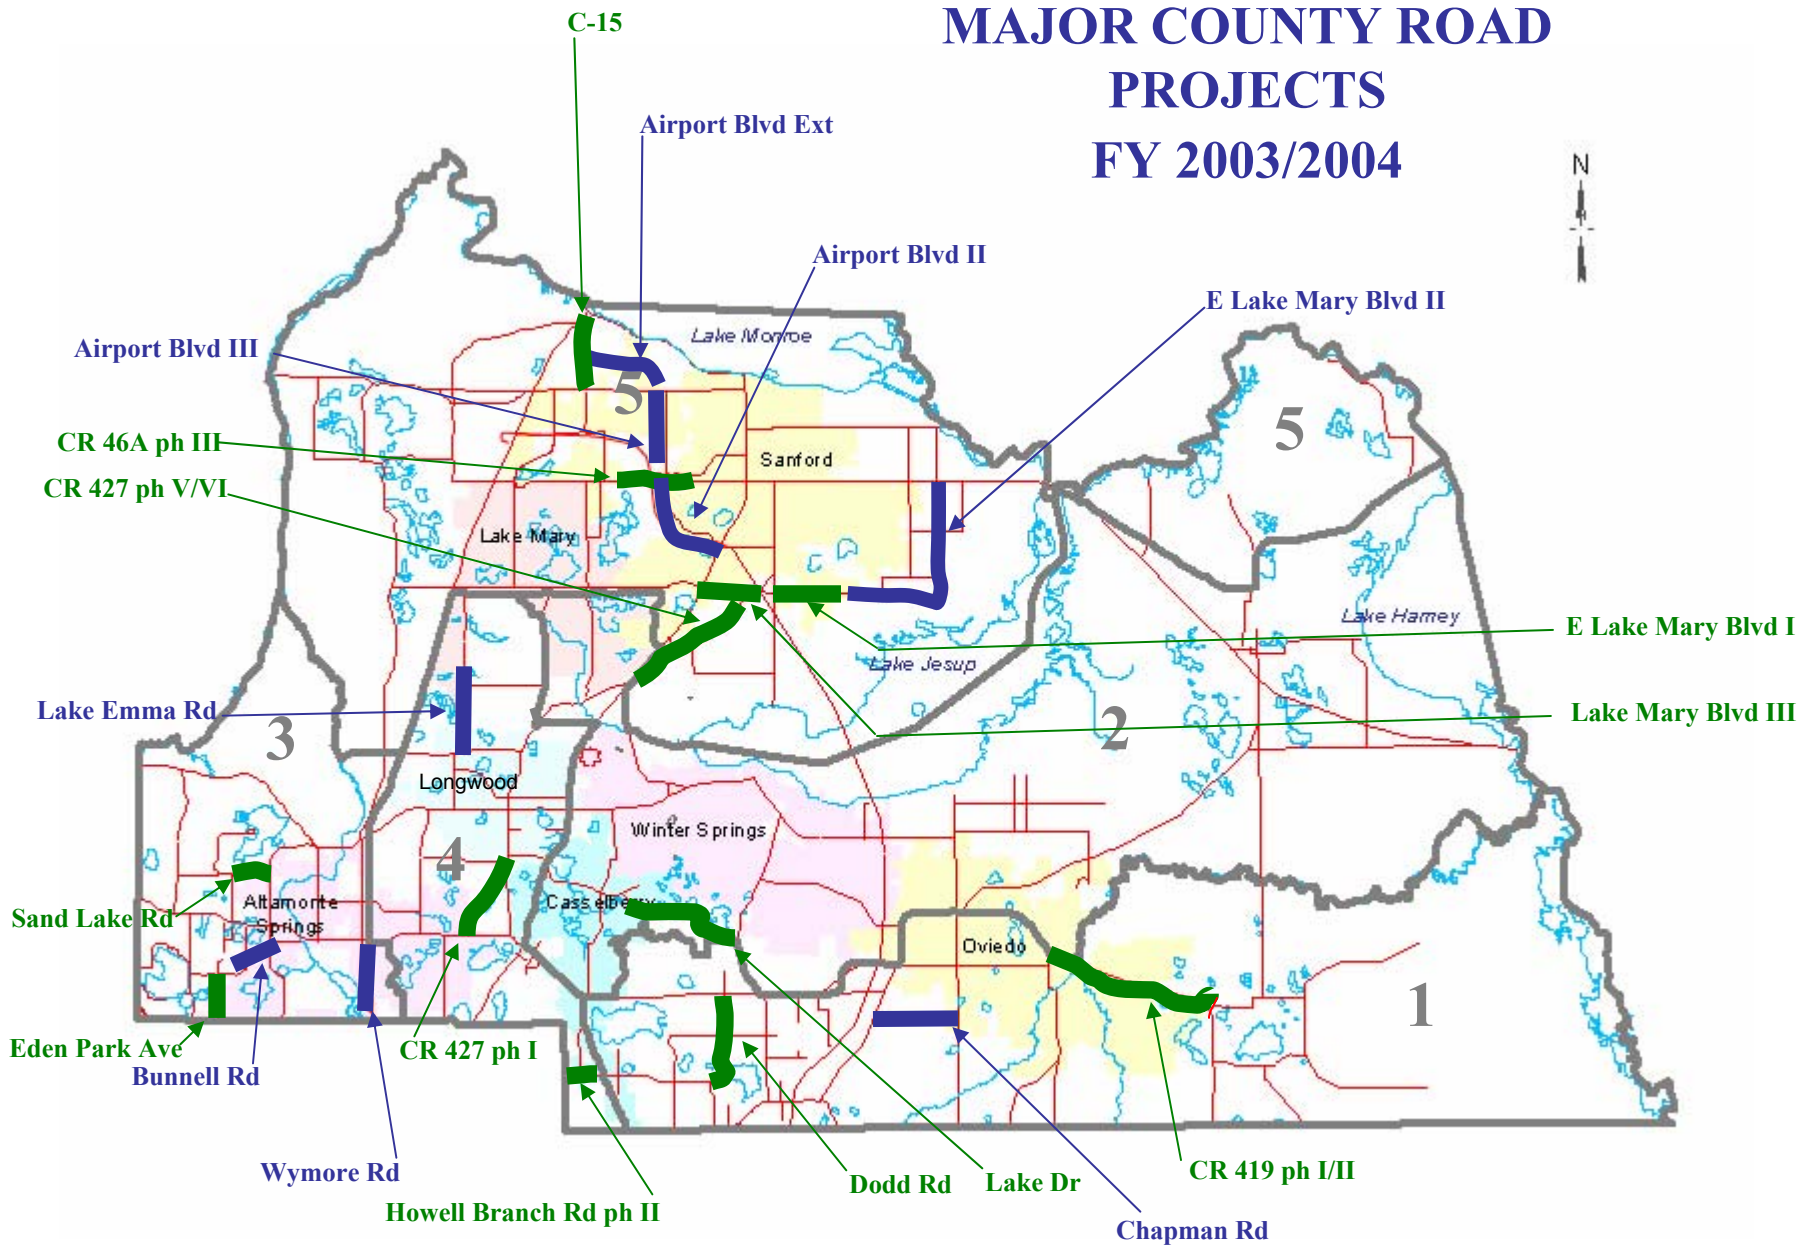 C-15
MAJOR COUNTY ROAD
PROJECTS
FY 2003/2004
Airport Blvd Ext
N
Airport Blvd II
E Lake Mary Blvd II
Lake Monroe
Airport Blvd III
5
5
CR 46A ph III
Sanford
CR 427 ph V/VI
Lake Mary
Lake Harney
E Lake Mary Blvd I
Lake Jesup
Lake Emma Rd
3
2
Lake Mary Blvd III
Longwood
Winter Springs
4
Altamonte
Springs
Casselberry
Sand Lake Rd
Oviedo
1
Eden Park Ave
Bunnell Rd
CR 427 ph I
Wymore Rd
Howell Branch Rd ph II
Dodd Rd
Lake Dr
CR 419 ph I/II
Chapman Rd